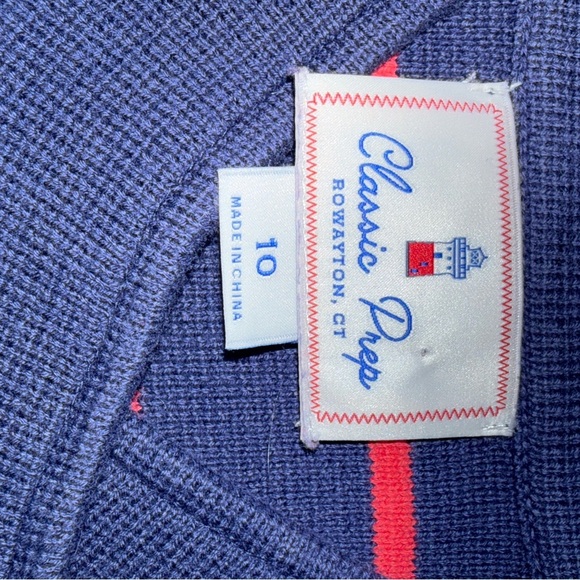 Classic Prep
ROWAYTON, CT
10
MADE IN CHINA